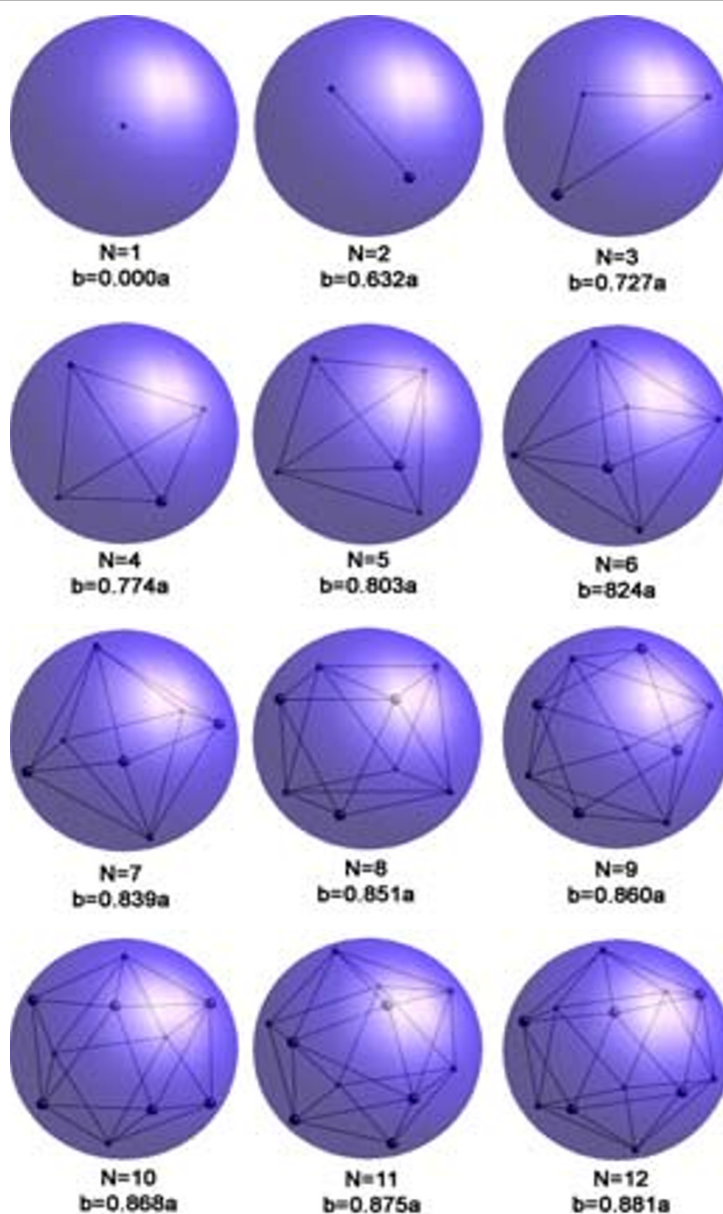 N=1
b=0.000a
N=2
b=0.632a
N=3
b=0.727a
N=4
b=0.774a
N=5
b=0.803a
N=6
b=824a
N=7
b=0.839a
N=8
b=0.851a
N=9
b=0.860a
N=10
b=0.868a
N=11
b=0.875a
N=12
b=0.881a